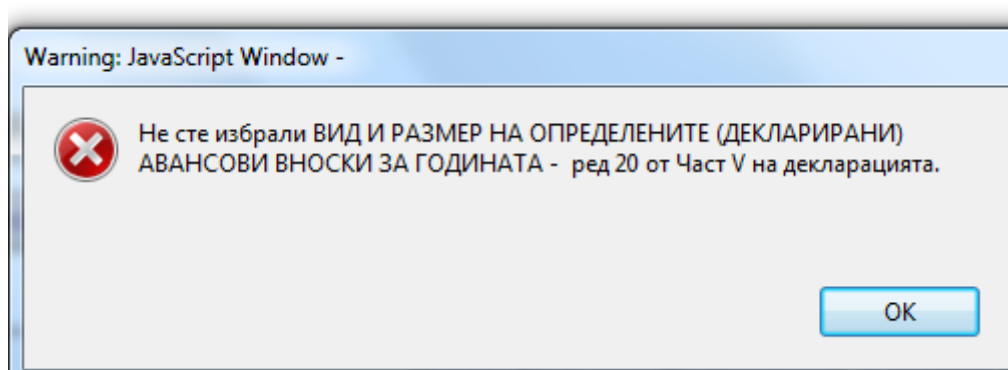 Warning: JavaScript Window -
Не сте избрали ВИД И РАЗМЕР НА ОПРЕДЕЛЕНИТЕ (ДЕКЛАРИРАНИ)
АВАНСОВИ ВНОСКИ ЗА ГОДИНАТА -  ред 20 от Част V на декларацията.
OK